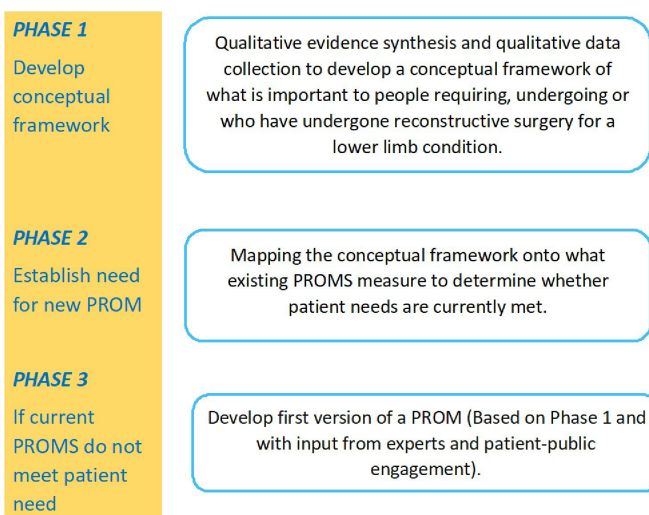 PHASE 1
Develop
conceptual
framework
Qualitative evidence synthesis and qualitative data
collection to develop a conceptual framework of
what is important to people requiring, undergoing or
who have undergone reconstructive surgery for a
lower limb condition.
PHASE 2
Establish need
for new PROM
Mapping the conceptual framework onto what
existing PROMS measure to determine whether
patient needs are currently met.
PHASE 3
If current
PROMS do not
meet patient
need
Develop first version of a PROM (Based on Phase 1 and
with input from experts and patient-public
engagement).